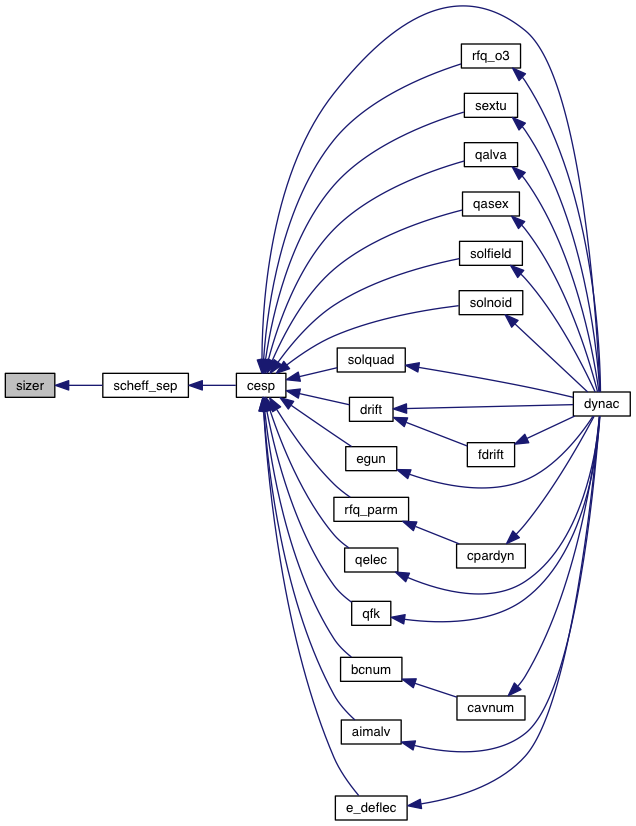 rfq_o3
sextu
qalva
qasex
solfield
solnoid
solquad
sizer
scheff_sep
cesp
dynac
drift
fdrift
egun
rfq_parm
cpardyn
qelec
qfk
bcnum
cavnum
aimalv
e_deflec